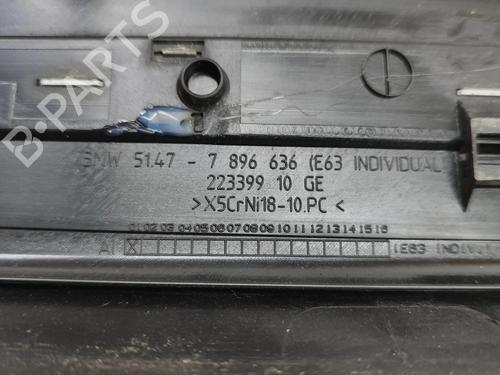 B-PARTS
BMW 51.47 - 7 896 636 (E63 INDIVIDUAL
223399 10 GE
>X5CrNi18-10.PC<
01 02 03 04 05 06 07 08 09 10 11 12 13 14 15 16
AI X (E63 INDIVI